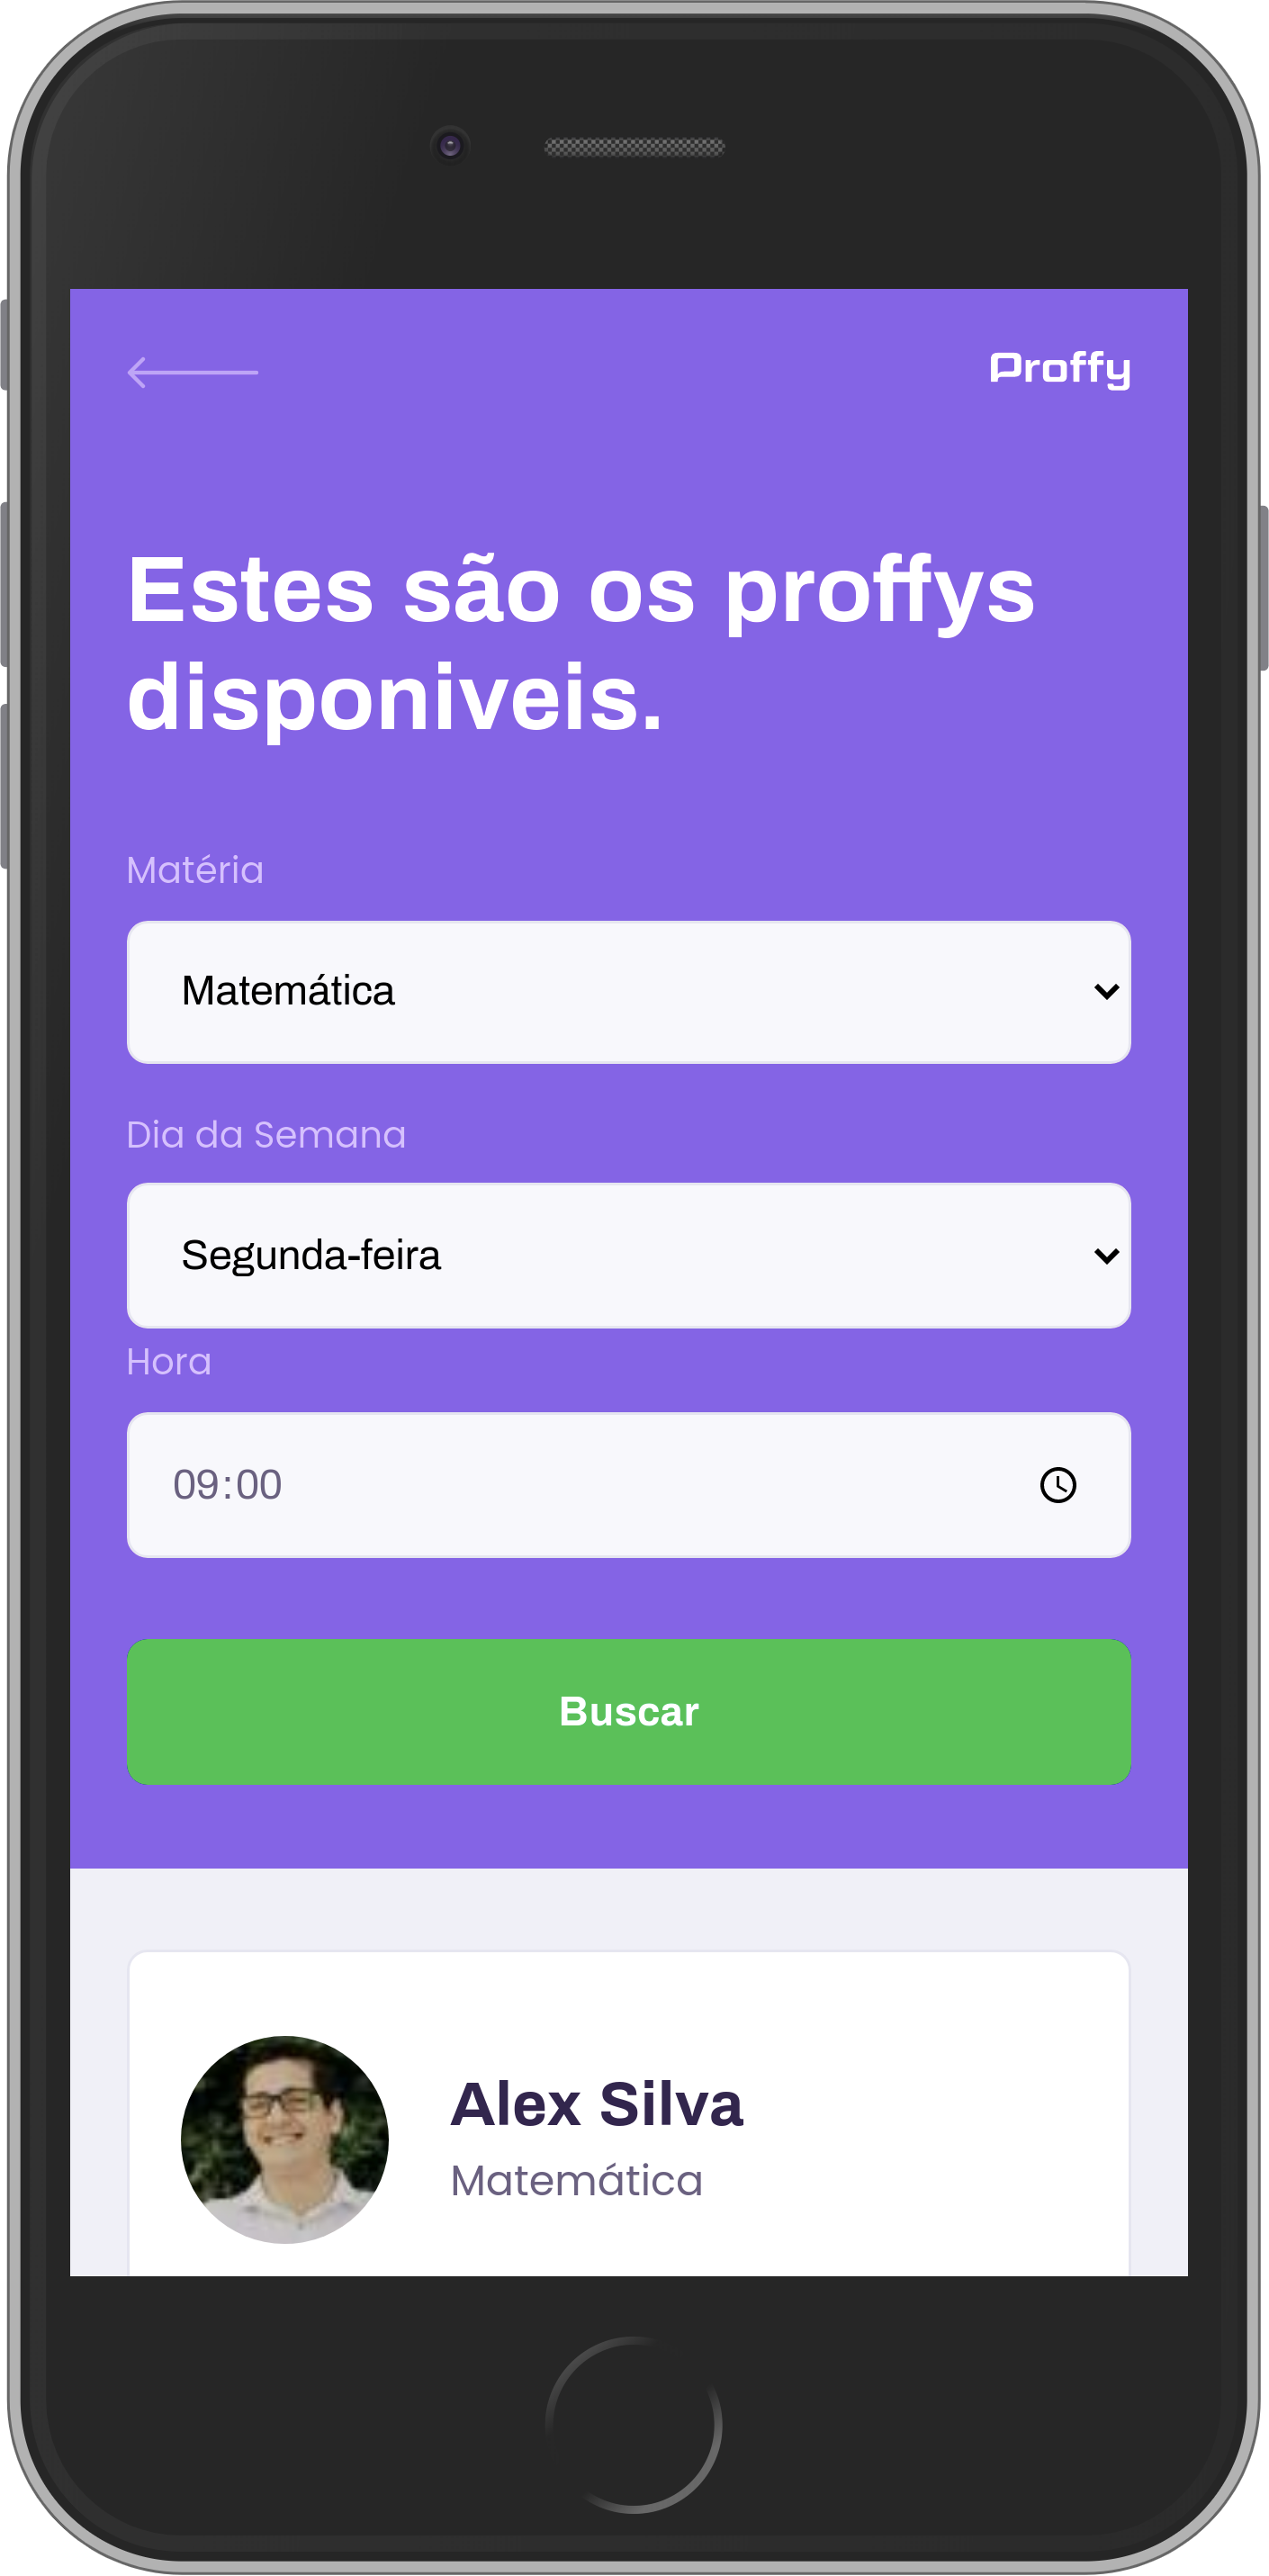 Proffy
Estes são os proffys
disponiveis.
Matéria
Matemática
Dia da Semana
Segunda-feira
Hora
09:00
Buscar
Alex Silva
Matemática